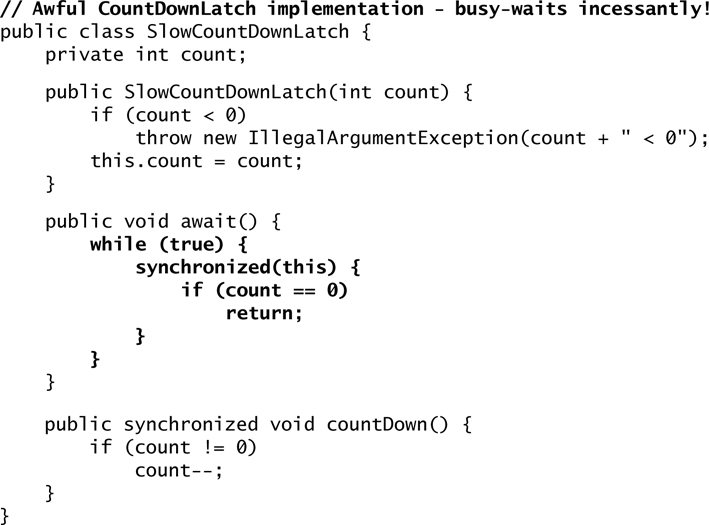 // Awful CountDownLatch implementation - busy-waits incessantly!
public class SlowCountDownLatch {
    private int count;
    public SlowCountDownLatch(int count) {
        if (count < 0)
            throw new IllegalArgumentException(count + " < 0");
        this.count = count;
    }
    public void await() {
        while (true) {
            synchronized(this) {
                if (count == 0)
                    return;
            }
        }
    }
    public synchronized void countDown() {
        if (count != 0)
            count--;
    }
}